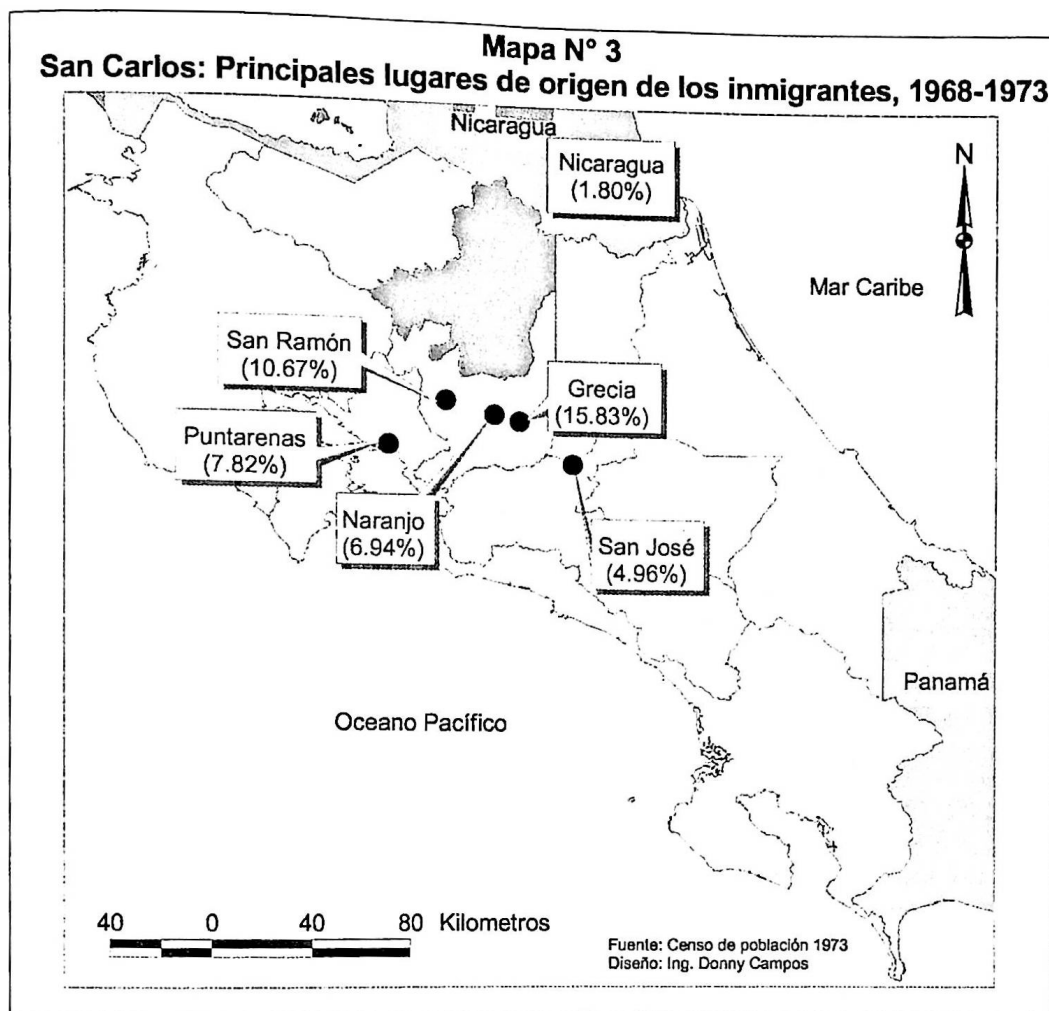 Mapa N° 3
San Carlos: Principales lugares de origen de los inmigrantes, 1968-1973
Nicaragua
Nicaragua
(1.80%)
N
Mar Caribe
San Ramón
(10.67%)
Grecia
(15.83%)
Puntarenas
(7.82%)
Naranjo
(6.94%)
San José
(4.96%)
Panamá
Oceano Pacífico
40 0 40 80 Kilometros
Fuente: Censo de población 1973
Diseño: Ing. Donny Campos